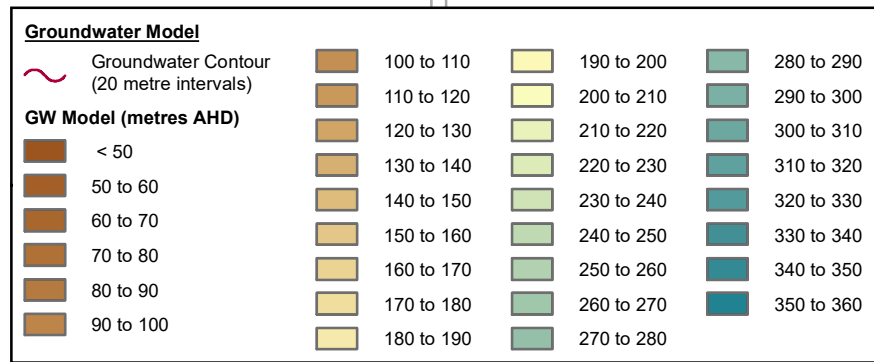 Groundwater Model
Groundwater Contour
(20 metre intervals)
GW Model (metres AHD)
< 50
50 to 60
60 to 70
70 to 80
80 to 90
90 to 100
100 to 110
110 to 120
120 to 130
130 to 140
140 to 150
150 to 160
160 to 170
170 to 180
180 to 190
190 to 200
200 to 210
210 to 220
220 to 230
230 to 240
240 to 250
250 to 260
260 to 270
270 to 280
280 to 290
290 to 300
300 to 310
310 to 320
320 to 330
330 to 340
340 to 350
350 to 360